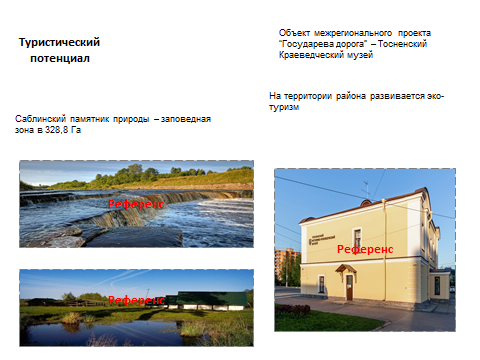 Туристический
потенциал
Объект межрегионального проекта
"Государева дорога" – Тосненский
Краеведческий музей
На территории района развивается эко-
туризм
Саблинский памятник природы – заповедная
зона в 328,8 Га
Референс
Референс
Референс